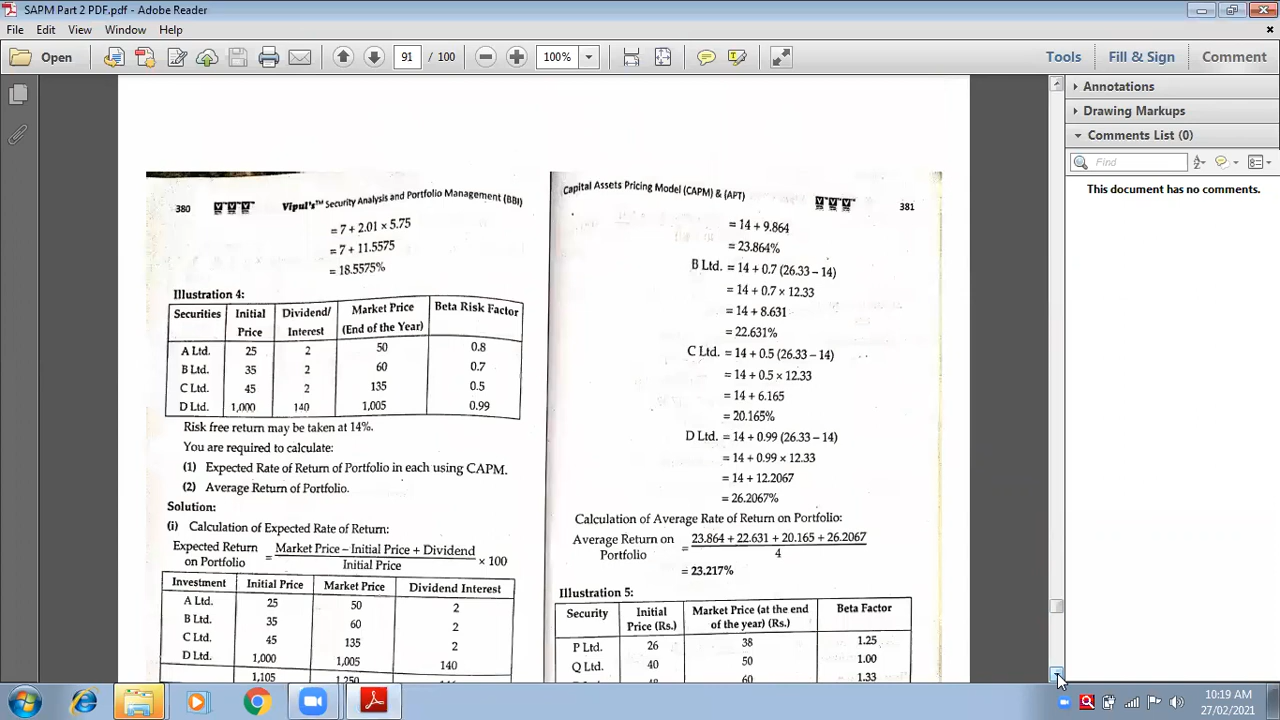 SAPM Part 2 PDF.pdf - Adobe Reader
File Edit View Window Help
Open 91 / 100 100% Tools Fill & Sign Comment
Annotations
Drawing Markups
Comments List (0)
Find
This document has no comments.
380 Vipul's™ Security Analysis and Portfolio Management (BBI)
= 7 + 2.01 × 5.75
= 7 + 11.5575
= 18.5575%
Illustration 4:
Securities Initial Price Dividend/ Interest Market Price (End of the Year) Beta Risk Factor
A Ltd. 25 2 50 0.8
B Ltd. 35 2 60 0.7
C Ltd. 45 2 135 0.5
D Ltd. 1,000 140 1,005 0.99
Risk free return may be taken at 14%.
You are required to calculate:
(1) Expected Rate of Return of Portfolio in each using CAPM.
(2) Average Return of Portfolio.
Solution:
(i) Calculation of Expected Rate of Return:
Expected Return on Portfolio = Market Price – Initial Price + Dividend / Initial Price × 100
Investment Initial Price Market Price Dividend Interest
A Ltd. 25 50 2
B Ltd. 35 60 2
C Ltd. 45 135 2
D Ltd. 1,000 1,005 140
1,105 1,250
Capital Assets Pricing Model (CAPM) & (APT) 381
= 14 + 9.864
= 23.864%
B Ltd. = 14 + 0.7 (26.33 – 14)
= 14 + 0.7 × 12.33
= 14 + 8.631
= 22.631%
C Ltd. = 14 + 0.5 (26.33 – 14)
= 14 + 0.5 × 12.33
= 14 + 6.165
= 20.165%
D Ltd. = 14 + 0.99 (26.33 – 14)
= 14 + 0.99 × 12.33
= 14 + 12.2067
= 26.2067%
Calculation of Average Rate of Return on Portfolio:
Average Return on Portfolio = 23.864 + 22.631 + 20.165 + 26.2067 / 4
= 23.217%
Illustration 5:
Security Initial Price (Rs.) Market Price (at the end of the year) (Rs.) Beta Factor
P Ltd. 26 38 1.25
Q Ltd. 40 50 1.00
60 1.33
10:19 AM
27/02/2021